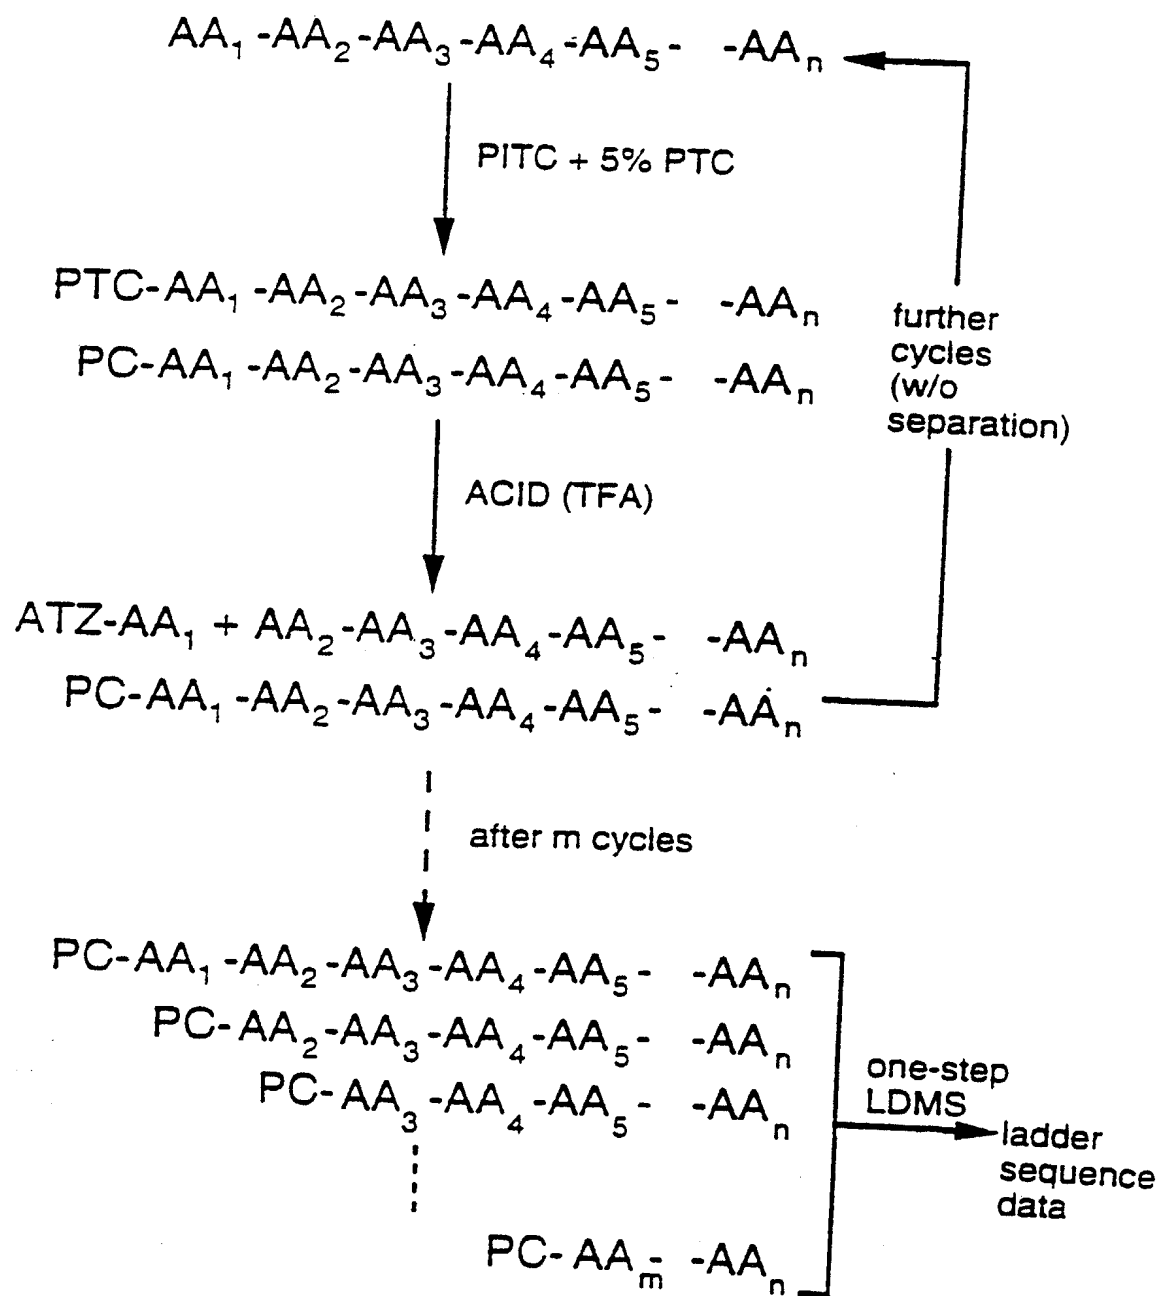 AA₁ -AA₂-AA₃-AA₄-AA₅- -AAₙ
PITC + 5% PTC
PTC-AA₁ -AA₂-AA₃-AA₄-AA₅- -AAₙ
PC-AA₁ -AA₂-AA₃-AA₄-AA₅- -AAₙ
further
cycles
(w/o
separation)
ACID (TFA)
ATZ-AA₁ + AA₂-AA₃-AA₄-AA₅- -AAₙ
PC-AA₁ -AA₂-AA₃-AA₄-AA₅- -AAₙ
after m cycles
PC-AA₁ -AA₂-AA₃-AA₄-AA₅- -AAₙ
PC-AA₂-AA₃-AA₄-AA₅- -AAₙ
PC-AA₃-AA₄-AA₅- -AAₙ
PC- AAₘ- -AAₙ
one-step
LDMS
ladder
sequence
data